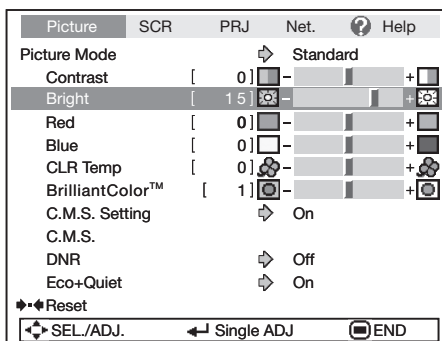 Picture SCR PRJ Net. Help
Picture Mode Standard
Contrast [ 0] - +
Bright [ 15] - +
Red [ 0] - +
Blue [ 0] - +
CLR Temp [ 0] - +
BrilliantColor™ [ 1] - +
C.M.S. Setting On
C.M.S.
DNR Off
Eco+Quiet On
Reset
SEL./ADJ. Single ADJ END